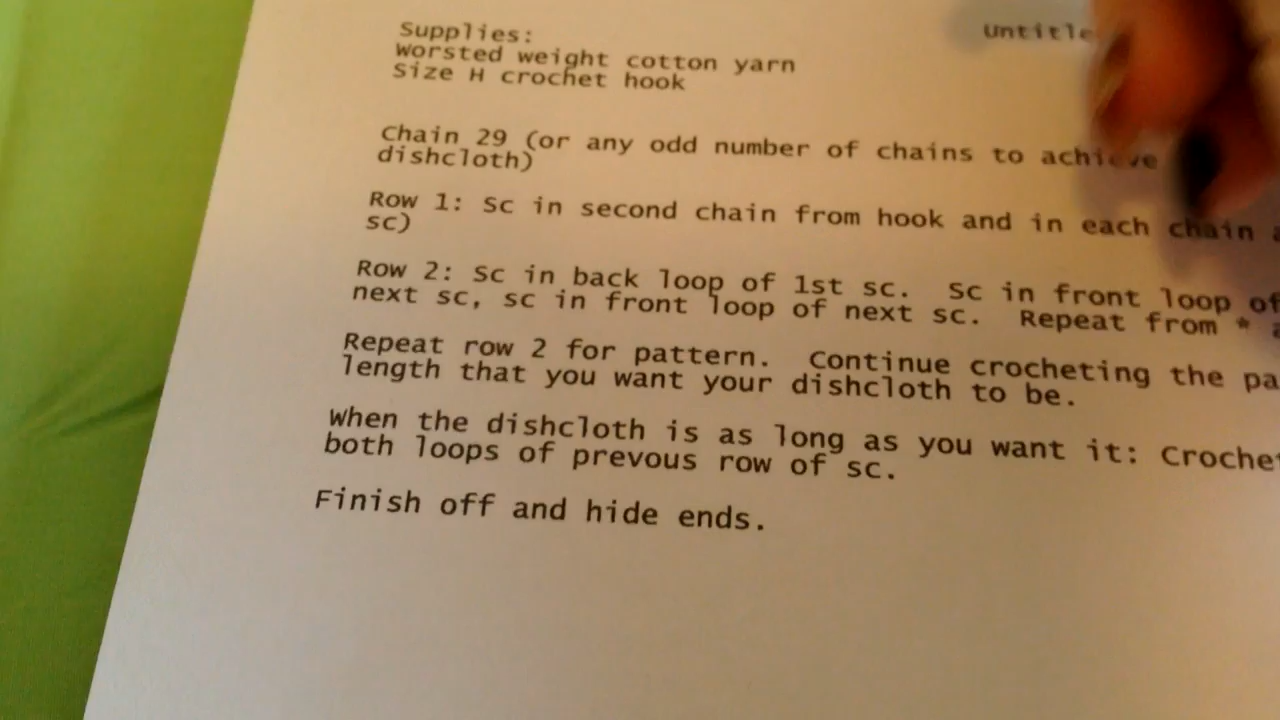 Untitle
Supplies:
Worsted weight cotton yarn
Size H crochet hook
Chain 29 (or any odd number of chains to achieve
dishcloth)
Row 1: Sc in second chain from hook and in each chain
sc)
Row 2: Sc in back loop of 1st sc. Sc in front loop of
next sc, sc in front loop of next sc. Repeat from *
Repeat row 2 for pattern. Continue crocheting the pa
length that you want your dishcloth to be.
When the dishcloth is as long as you want it: Crochet
both loops of prevous row of sc.
Finish off and hide ends.